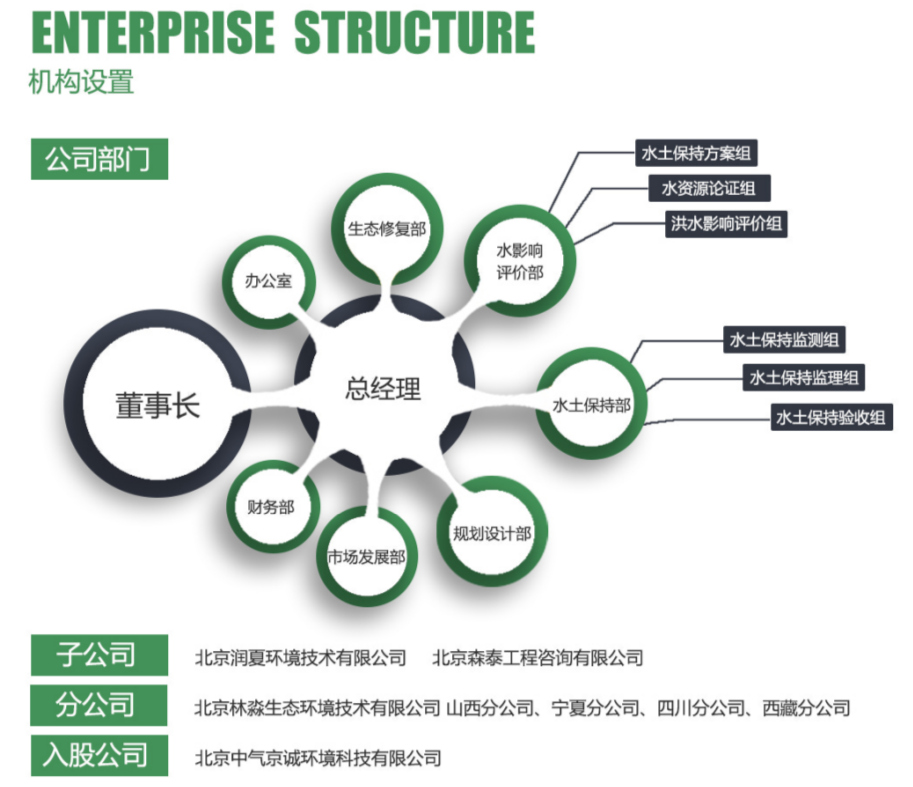 ENTERPRISE STRUCTURE
机构设置
公司部门
水土保持方案组
水资源论证组
洪水影响评价组
生态修复部
水影响
评价部
办公室
水土保持监测组
水土保持监理组
水土保持验收组
董事长
总经理
水土保持部
财务部
市场发展部
规划设计部
子公司
北京润夏环境技术有限公司 北京森泰工程咨询有限公司
分公司
北京林淼生态环境技术有限公司 山西分公司、宁夏分公司、四川分公司、西藏分公司
入股公司
北京中气京诚环境科技有限公司